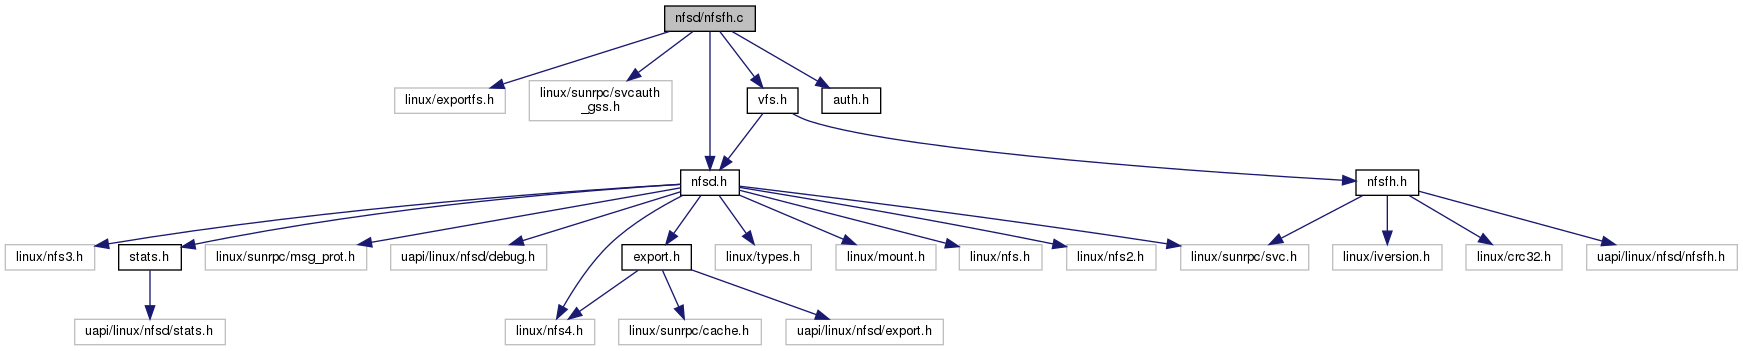 nfsd/nfsfh.c
linux/exportfs.h
linux/sunrpc/svcauth
_gss.h
vfs.h
auth.h
nfsd.h
nfsfh.h
linux/nfs3.h
stats.h
linux/sunrpc/msg_prot.h
uapi/linux/nfsd/debug.h
export.h
linux/types.h
linux/mount.h
linux/nfs.h
linux/nfs2.h
linux/sunrpc/svc.h
linux/iversion.h
linux/crc32.h
uapi/linux/nfsd/nfsfh.h
uapi/linux/nfsd/stats.h
linux/nfs4.h
linux/sunrpc/cache.h
uapi/linux/nfsd/export.h